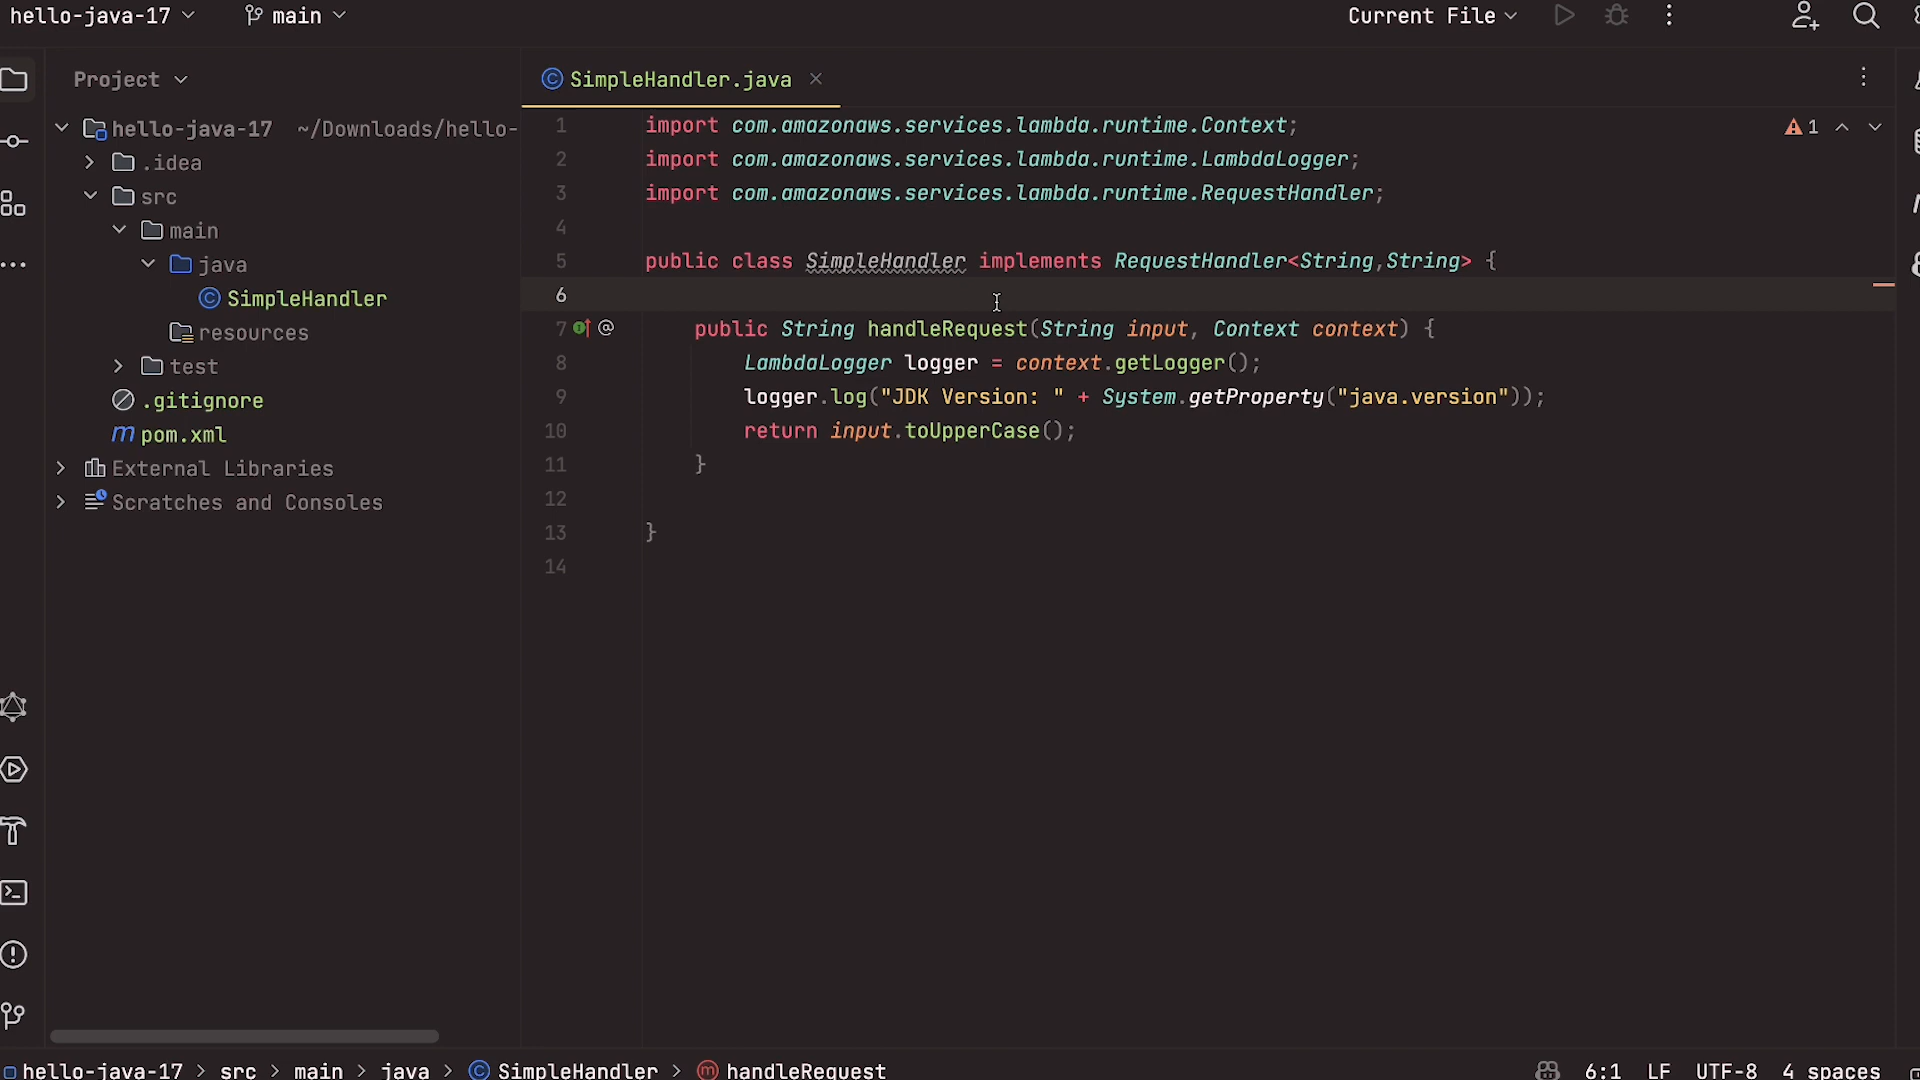 hello-java-17
main
Current File
Project
SimpleHandler.java
hello-java-17 ~/Downloads/hello-
.idea
src
main
java
SimpleHandler
resources
test
.gitignore
pom.xml
External Libraries
Scratches and Consoles
1 import com.amazonaws.services.lambda.runtime.Context;
2 import com.amazonaws.services.lambda.runtime.LambdaLogger;
3 import com.amazonaws.services.lambda.runtime.RequestHandler;
4
5 public class SimpleHandler implements RequestHandler<String,String> {
6
7 @ public String handleRequest(String input, Context context) {
8 LambdaLogger logger = context.getLogger();
9 logger.log("JDK Version: " + System.getProperty("java.version"));
10 return input.toUpperCase();
11 }
12
13 }
14
1
hello-java-17 > src > main > java > SimpleHandler > handleRequest
6:1 LF UTF-8 4 spaces